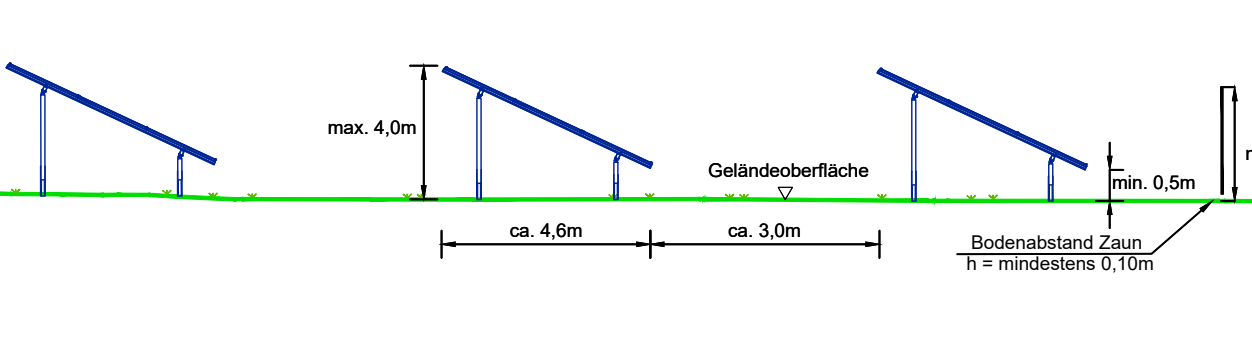 max. 4,0m
Geländeoberfläche
min. 0,5m
ca. 4,6m
ca. 3,0m
Bodenabstand Zaun
h = mindestens 0,10m